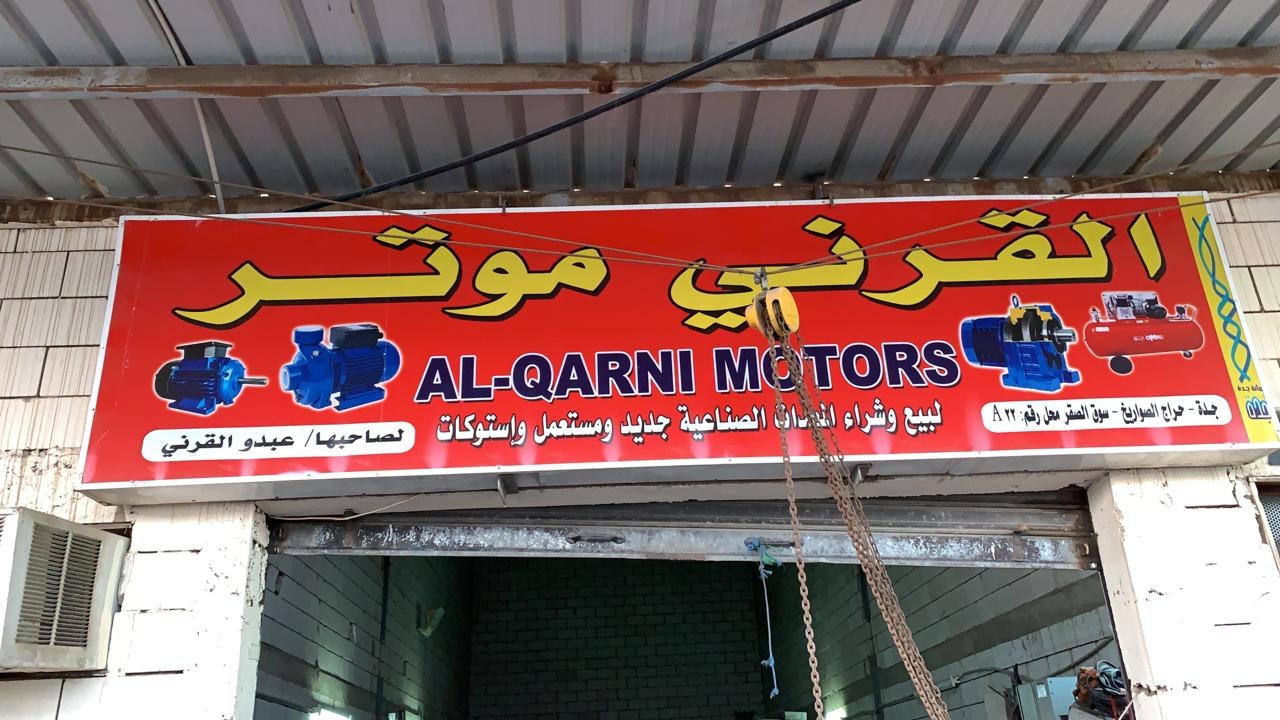 القرني موتر
AL-QARNI MOTORS
لبيع وشراء المعدات الصناعية جديد ومستعمل وإستوكات
جدة - حراج الصواريخ - سوق الصقر محل رقم: A ٢٢
لصاحبها/ عبدو القرني
جدة